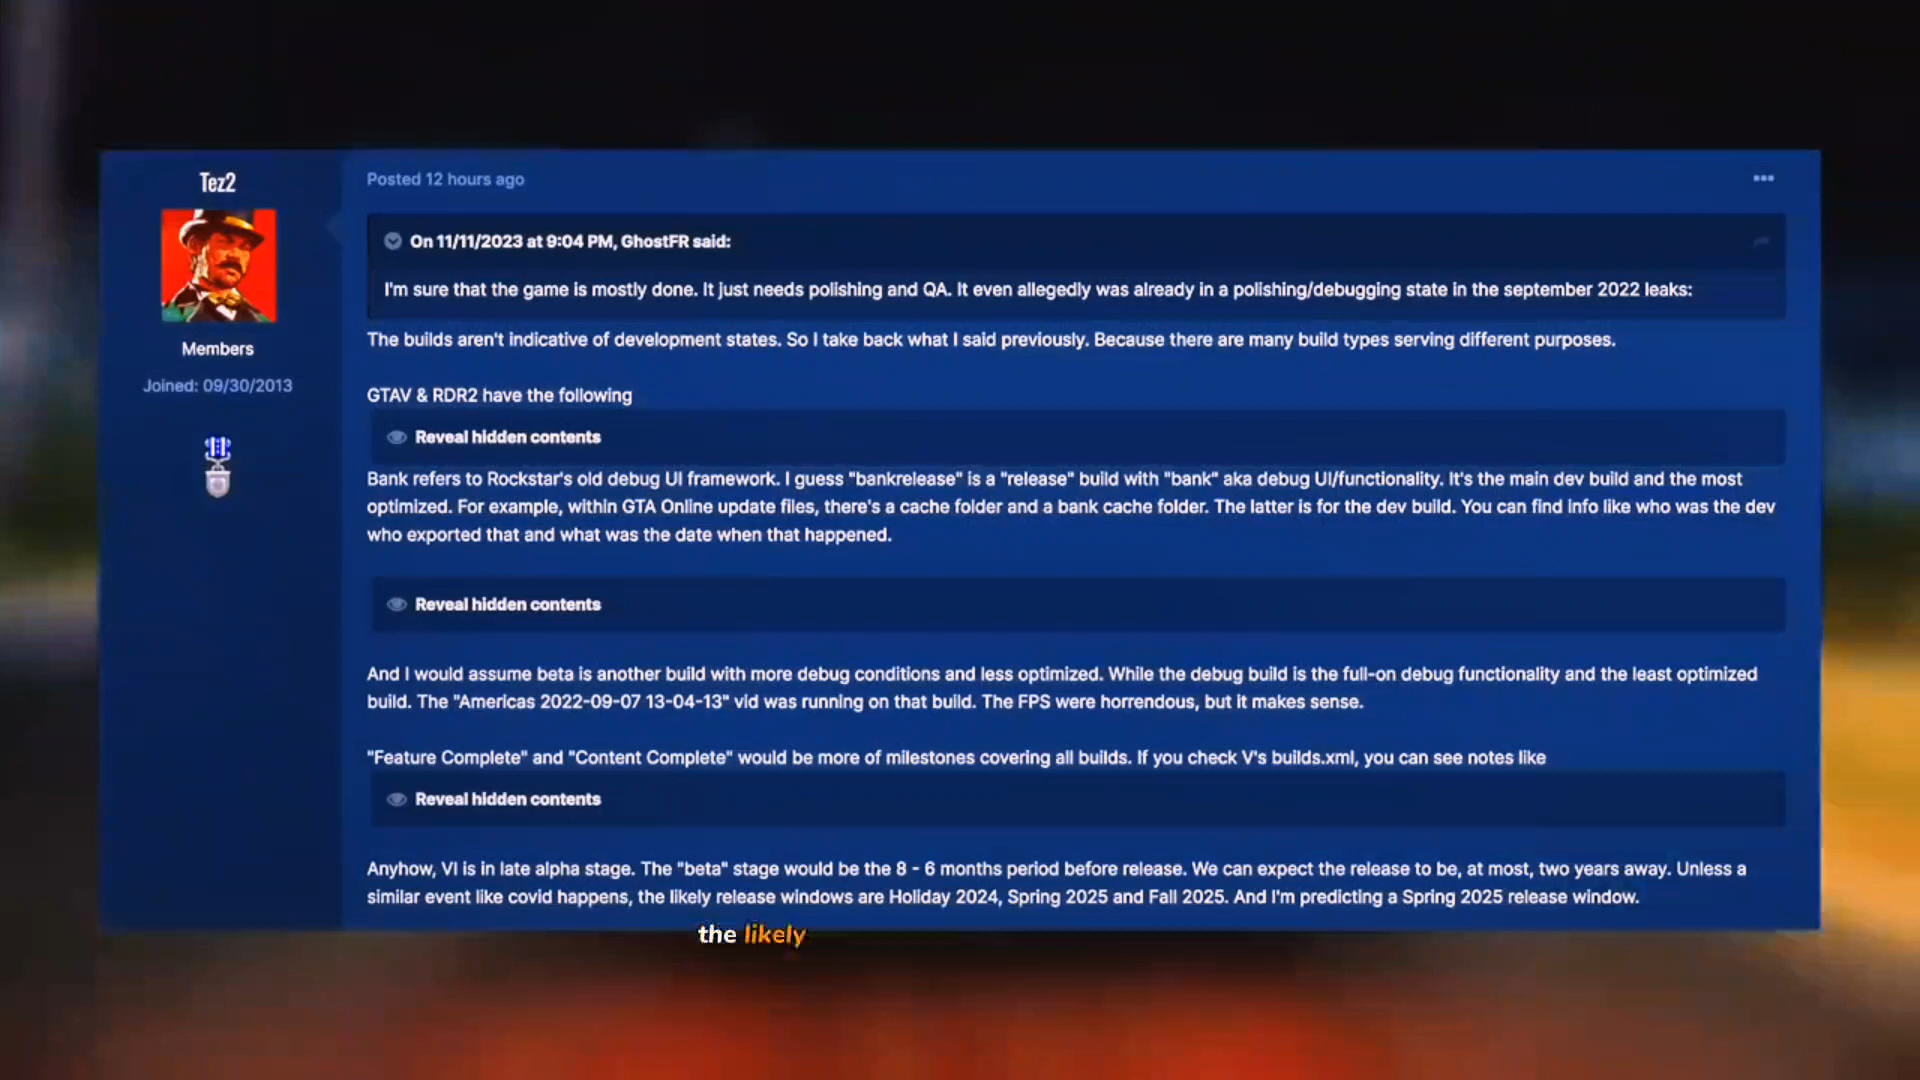 Tez2
Members
Joined: 09/30/2013
Posted 12 hours ago
On 11/11/2023 at 9:04 PM, GhostFR said:
I'm sure that the game is mostly done. It just needs polishing and QA. It even allegedly was already in a polishing/debugging state in the september 2022 leaks:
The builds aren't indicative of development states. So I take back what I said previously. Because there are many build types serving different purposes.
GTAV & RDR2 have the following
Reveal hidden contents
Bank refers to Rockstar's old debug UI framework. I guess "bankrelease" is a "release" build with "bank" aka debug UI/functionality. It's the main dev build and the most
optimized. For example, within GTA Online update files, there's a cache folder and a bank cache folder. The latter is for the dev build. You can find info like who was the dev
who exported that and what was the date when that happened.
Reveal hidden contents
And I would assume beta is another build with more debug conditions and less optimized. While the debug build is the full-on debug functionality and the least optimized
build. The "Americas 2022-09-07 13-04-13" vid was running on that build. The FPS were horrendous, but it makes sense.
"Feature Complete" and "Content Complete" would be more of milestones covering all builds. If you check V's builds.xml, you can see notes like
Reveal hidden contents
Anyhow, VI is in late alpha stage. The "beta" stage would be the 8 - 6 months period before release. We can expect the release to be, at most, two years away. Unless a
similar event like covid happens, the likely release windows are Holiday 2024, Spring 2025 and Fall 2025. And I'm predicting a Spring 2025 release window.
the likely